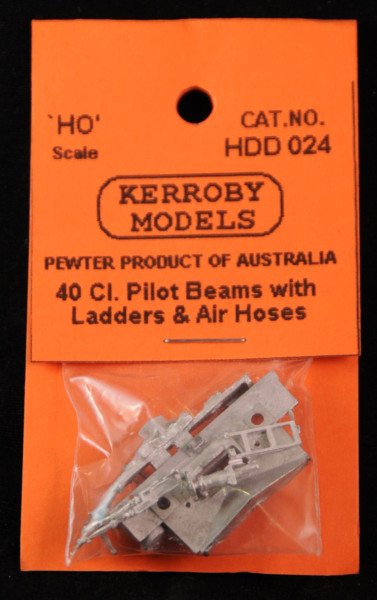 'HO' CAT.NO.
Scale HDD 024
KERROBY
MODELS
PEWTER PRODUCT OF AUSTRALIA
40 Cl. Pilot Beams with
Ladders & Air Hoses